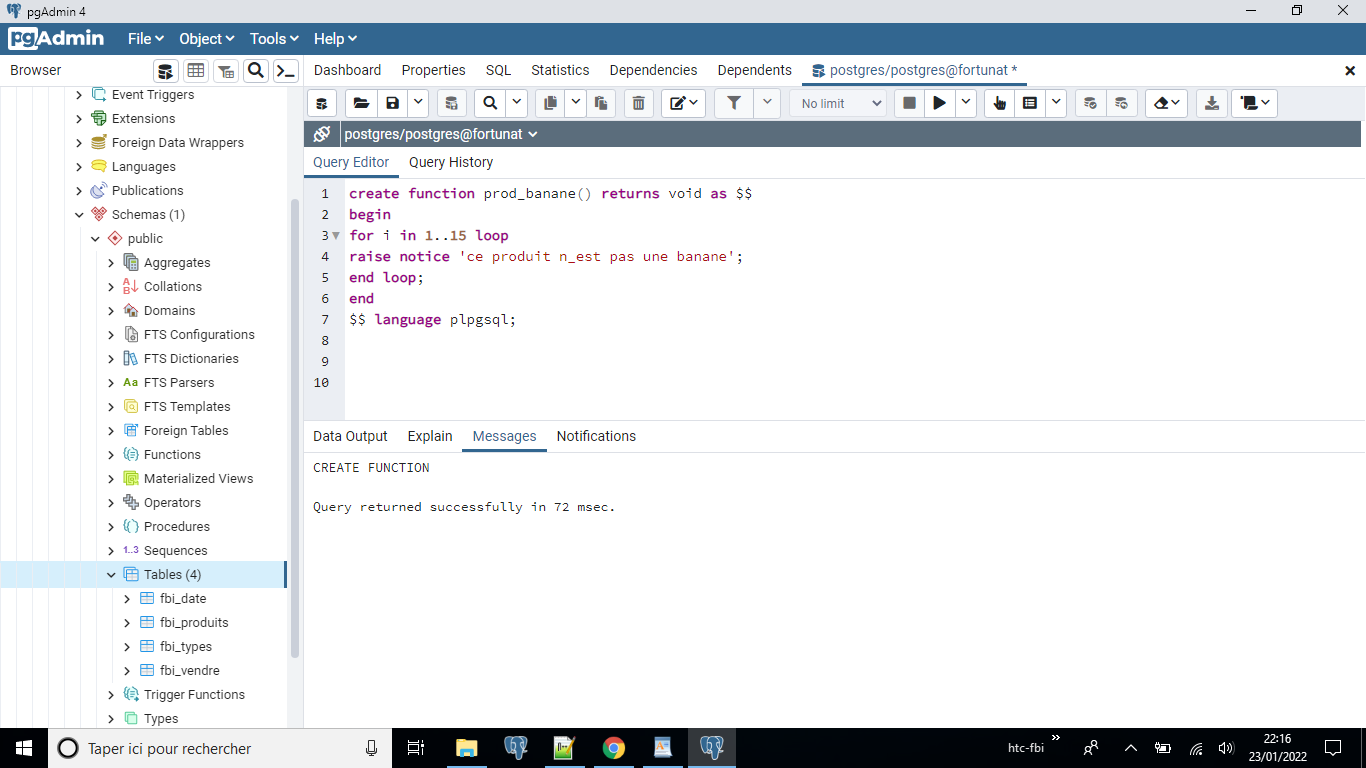 pgAdmin 4
pgAdmin File Object Tools Help
Browser
Dashboard Properties SQL Statistics Dependencies Dependents postgres/postgres@fortunat *
No limit
postgres/postgres@fortunat
Query Editor Query History
Event Triggers
Extensions
Foreign Data Wrappers
Languages
Publications
Schemas (1)
public
Aggregates
Collations
Domains
FTS Configurations
FTS Dictionaries
Aa FTS Parsers
FTS Templates
Foreign Tables
Functions
Materialized Views
Operators
Procedures
1..3 Sequences
Tables (4)
fbi_date
fbi_produits
fbi_types
fbi_vendre
Trigger Functions
Types
1 create function prod_banane() returns void as $$
2 begin
3 for i in 1..15 loop
4 raise notice 'ce produit n_est pas une banane';
5 end loop;
6 end
7 $$ language plpgsql;
8
9
10
Data Output Explain Messages Notifications
CREATE FUNCTION
Query returned successfully in 72 msec.
Taper ici pour rechercher
htc-fbi
22:16
23/01/2022